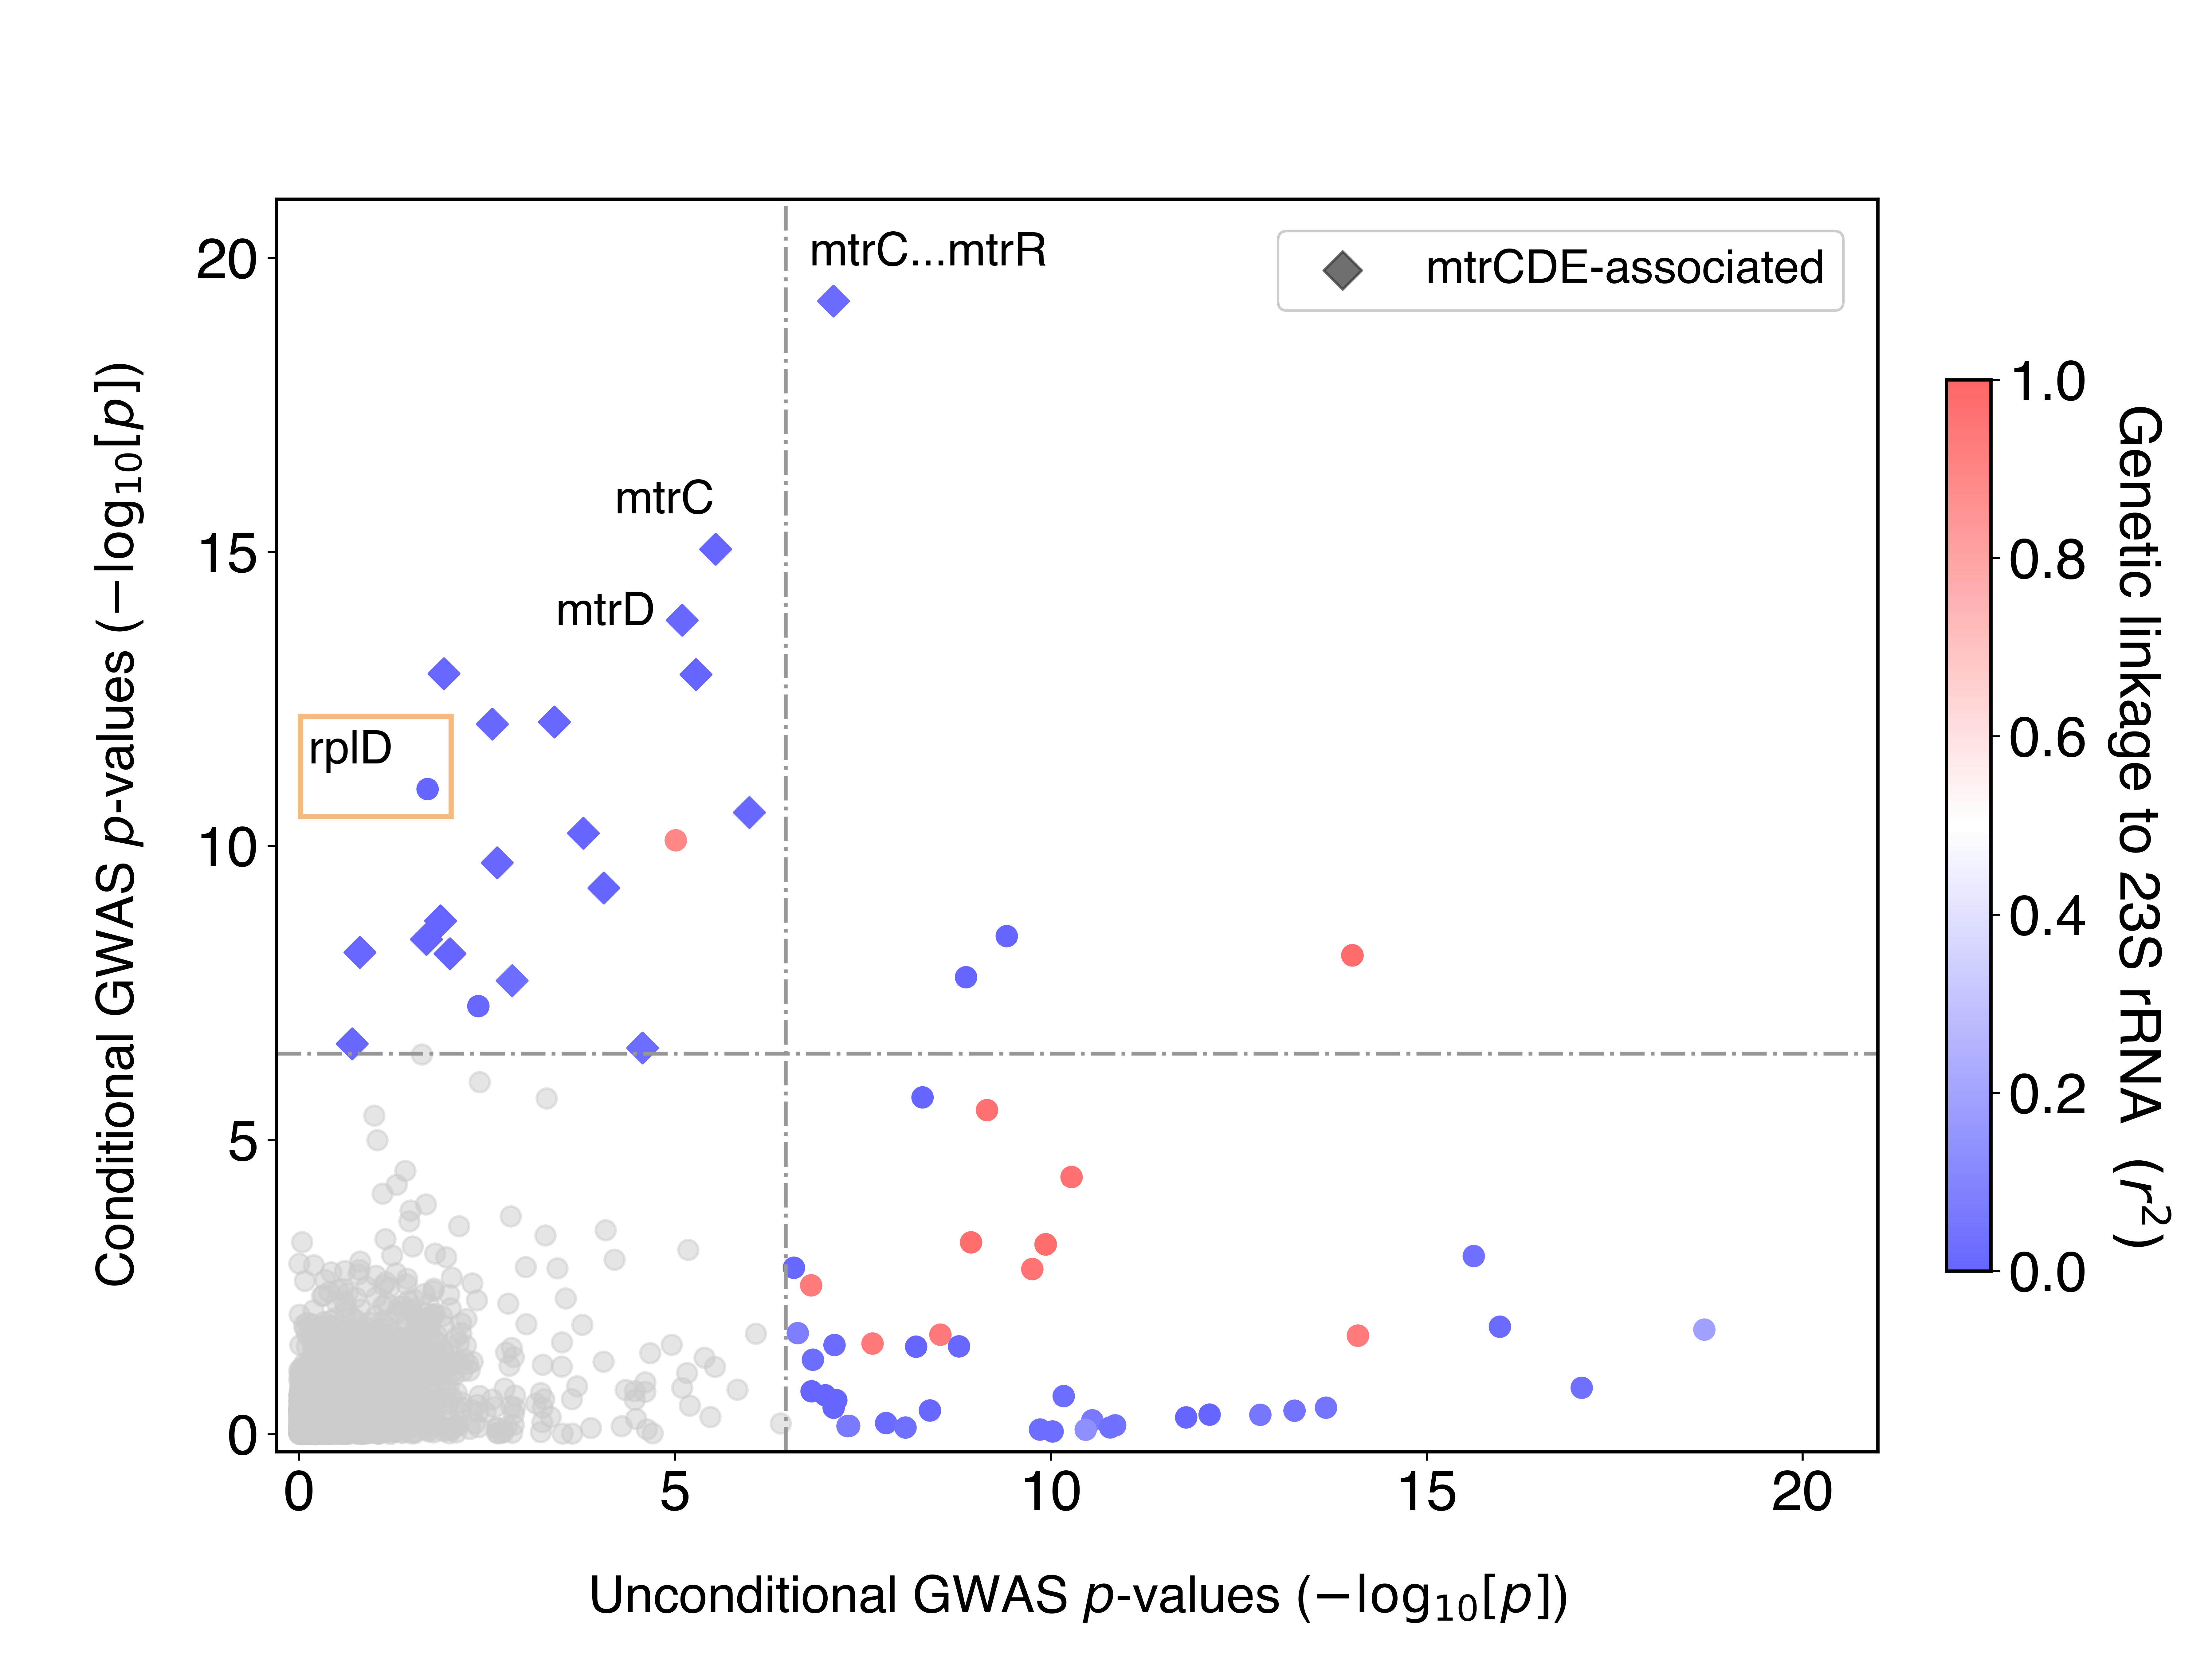 mtrC...mtrR
mtrCDE-associated
mtrC
mtrD
rplD
20
15
10
5
0
0
5
10
15
20
Conditional GWAS p-values (−log₁₀[p])
Unconditional GWAS p-values (−log₁₀[p])
1.0
0.8
0.6
0.4
0.2
0.0
Genetic linkage to 23S rRNA (r²)